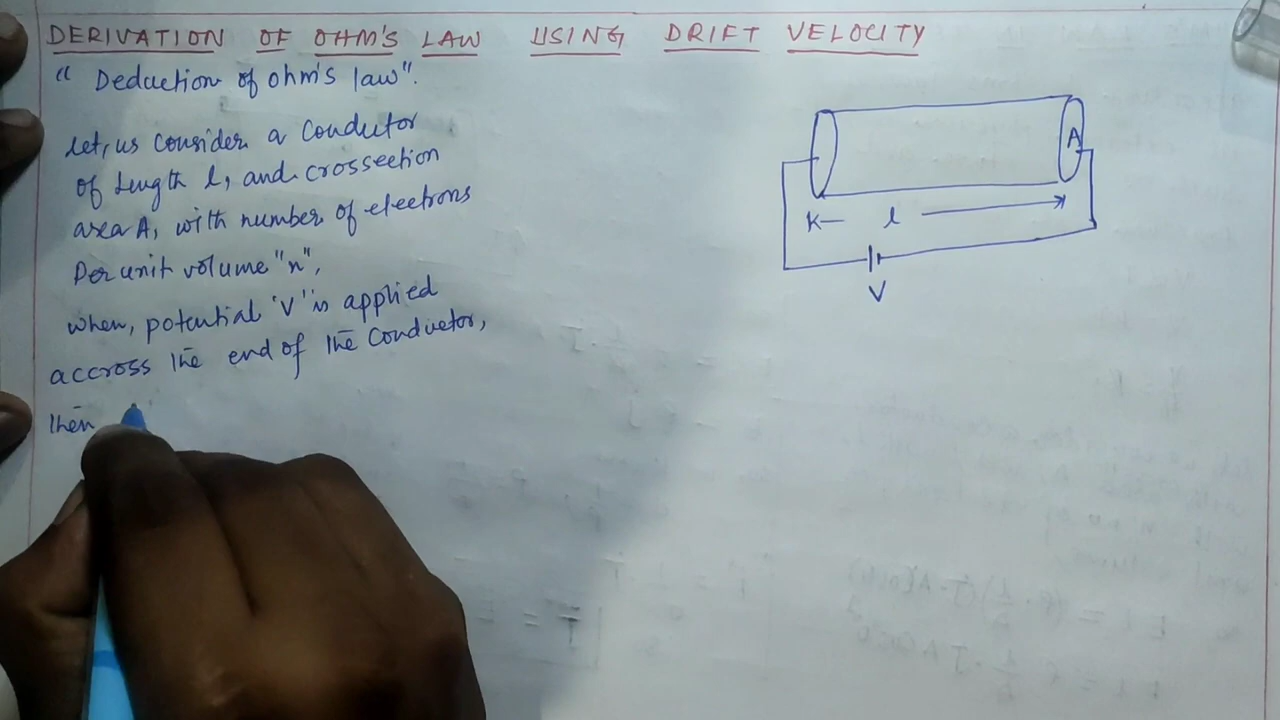 DERIVATION OF OHM'S LAW USING DRIFT VELOCITY
" Deduction of ohm's law".
Let, us consider a Condutor
of Length l, and crossection
area A, with number of electrons
Per unit volume "n",
when, potential 'V' is applied
accross the end of the Conductor,
then
A
l
V